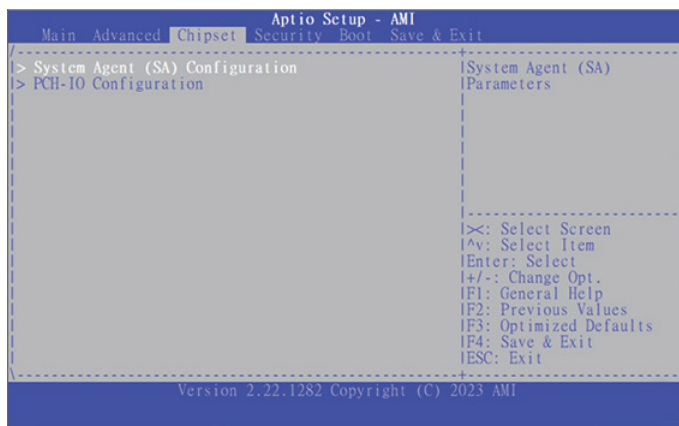 Aptio Setup - AMI
Main Advanced Chipset Security Boot Save & Exit
> System Agent (SA) Configuration
> PCH-IO Configuration
System Agent (SA)
Parameters
><: Select Screen
^v: Select Item
Enter: Select
+/-: Change Opt.
F1: General Help
F2: Previous Values
F3: Optimized Defaults
F4: Save & Exit
ESC: Exit
Version 2.22.1282 Copyright (C) 2023 AMI